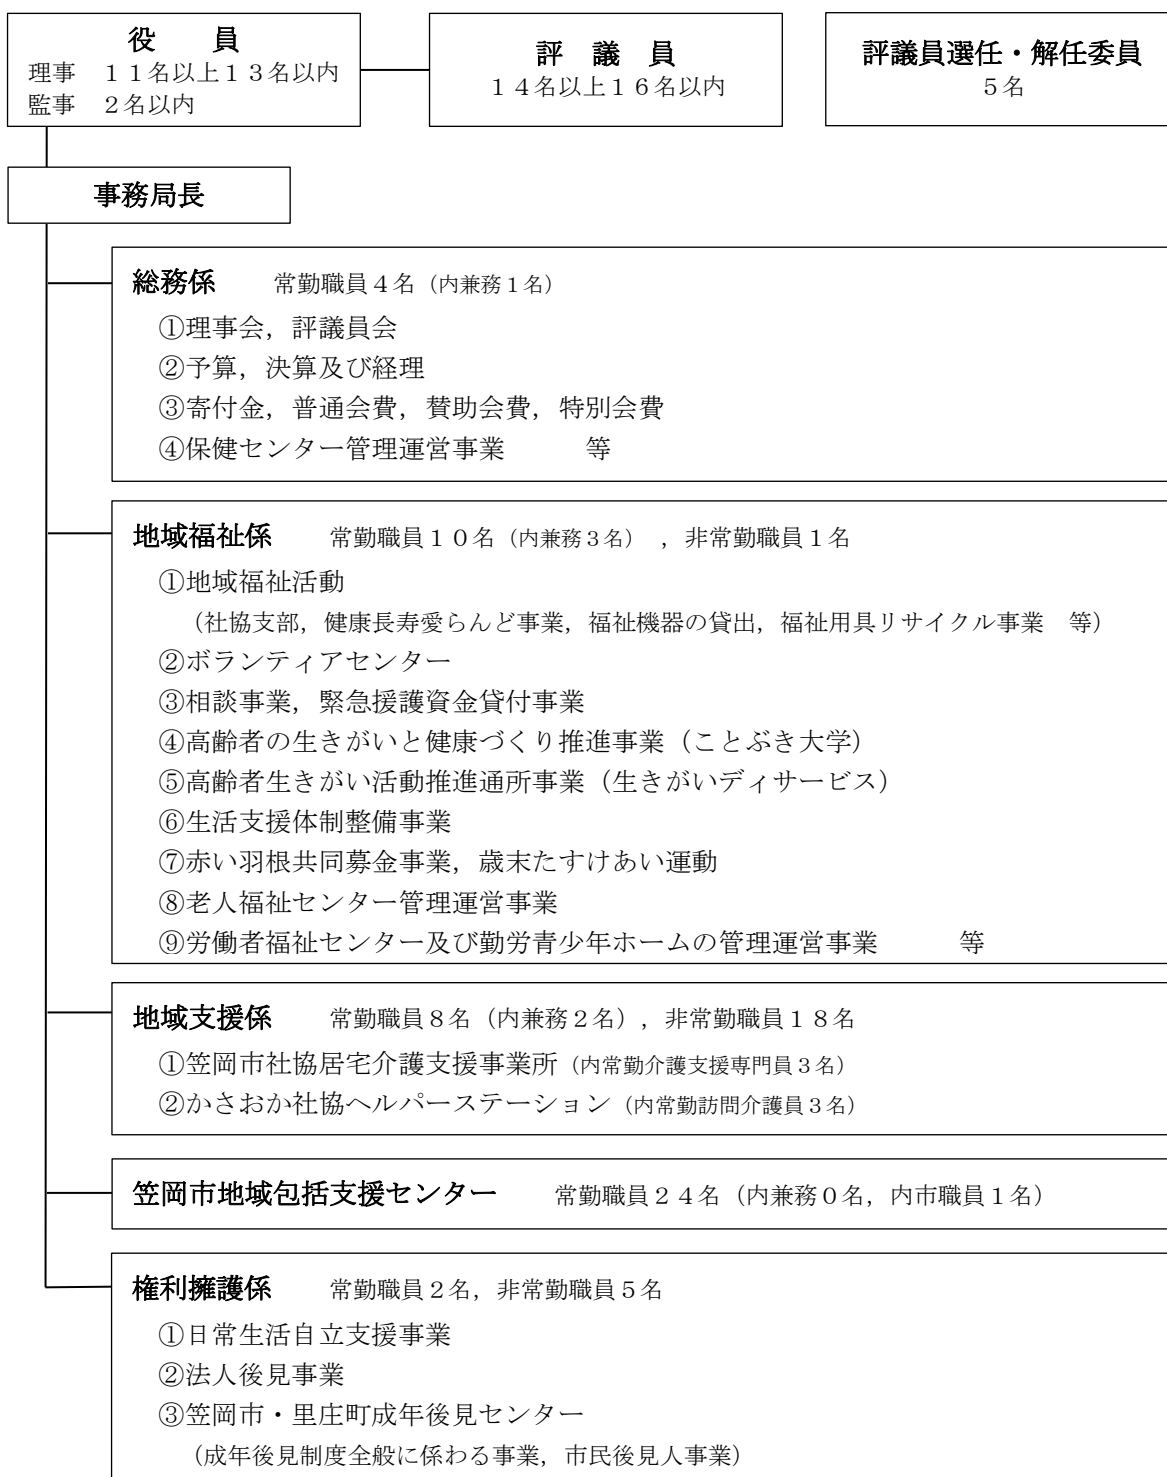 役　員
理事　１１名以上１３名以内
監事　２名以内
評　議　員
１４名以上１６名以内
評議員選任・解任委員
５名
事務局長
総務係　常勤職員４名（内兼務１名）
①理事会，評議員会
②予算，決算及び経理
③寄付金，普通会費，賛助会費，特別会費
④保健センター管理運営事業　　等
地域福祉係　常勤職員１０名（内兼務３名），非常勤職員１名
①地域福祉活動
（社協支部，健康長寿愛らんど事業，福祉機器の貸出，福祉用具リサイクル事業　等）
②ボランティアセンター
③相談事業，緊急援護資金貸付事業
④高齢者の生きがいと健康づくり推進事業（ことぶき大学）
⑤高齢者生きがい活動推進通所事業（生きがいディサービス）
⑥生活支援体制整備事業
⑦赤い羽根共同募金事業，歳末たすけあい運動
⑧老人福祉センター管理運営事業
⑨労働者福祉センター及び勤労青少年ホームの管理運営事業　　等
地域支援係　常勤職員８名（内兼務２名），非常勤職員１８名
①笠岡市社協居宅介護支援事業所（内常勤介護支援専門員３名）
②かさおか社協ヘルパーステーション（内常勤訪問介護員３名）
笠岡市地域包括支援センター　常勤職員２４名（内兼務０名，内市職員１名）
権利擁護係　常勤職員２名，非常勤職員５名
①日常生活自立支援事業
②法人後見事業
③笠岡市・里庄町成年後見センター
（成年後見制度全般に係わる事業，市民後見人事業）